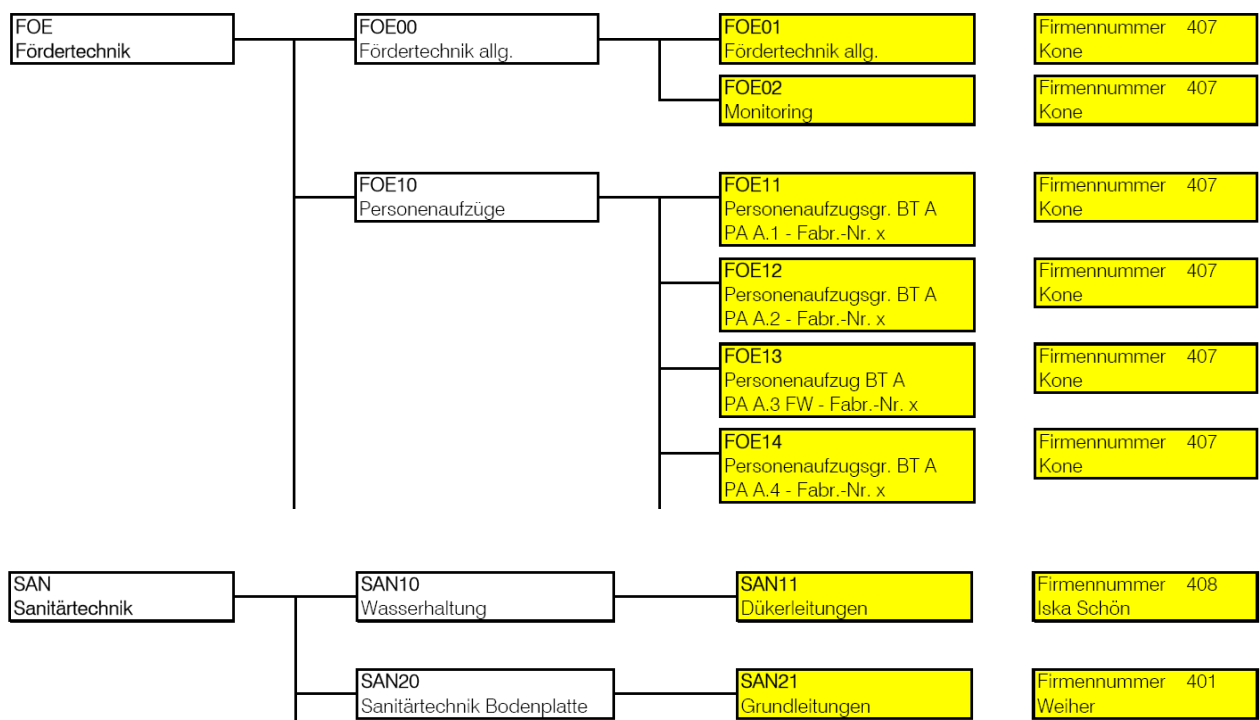 FOE
Fördertechnik
FOE00
Fördertechnik allg.
FOE01
Fördertechnik allg.
Firmennummer 407
Kone
FOE02
Monitoring
Firmennummer 407
Kone
FOE10
Personenaufzüge
FOE11
Personenaufzugsgr. BT A
PA A.1 - Fabr.-Nr. x
Firmennummer 407
Kone
FOE12
Personenaufzugsgr. BT A
PA A.2 - Fabr.-Nr. x
Firmennummer 407
Kone
FOE13
Personenaufzug BT A
PA A.3 FW - Fabr.-Nr. x
Firmennummer 407
Kone
FOE14
Personenaufzugsgr. BT A
PA A.4 - Fabr.-Nr. x
Firmennummer 407
Kone
SAN
Sanitärtechnik
SAN10
Wasserhaltung
SAN11
Dükerleitungen
Firmennummer 408
Iska Schön
SAN20
Sanitärtechnik Bodenplatte
SAN21
Grundleitungen
Firmennummer 401
Weiher